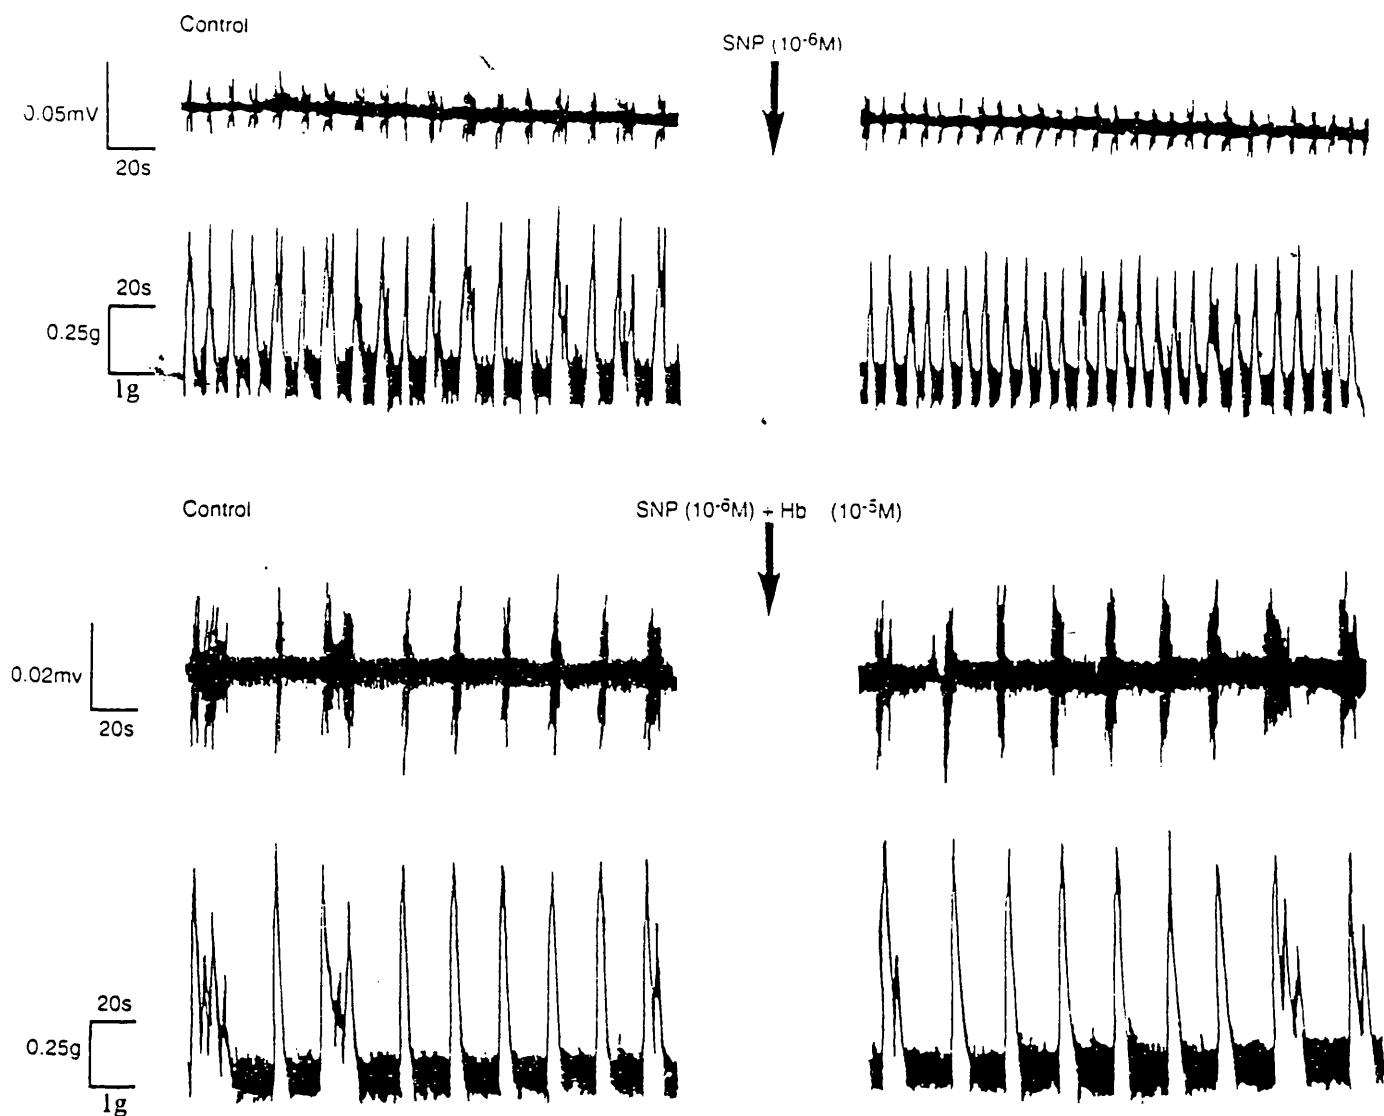 Control
SNP (10⁻⁶M)
0.05mV
20s
20s
0.25g
1g
Control
SNP (10⁻⁶M) + Hb (10⁻⁵M)
0.02mv
20s
20s
0.25g
1g